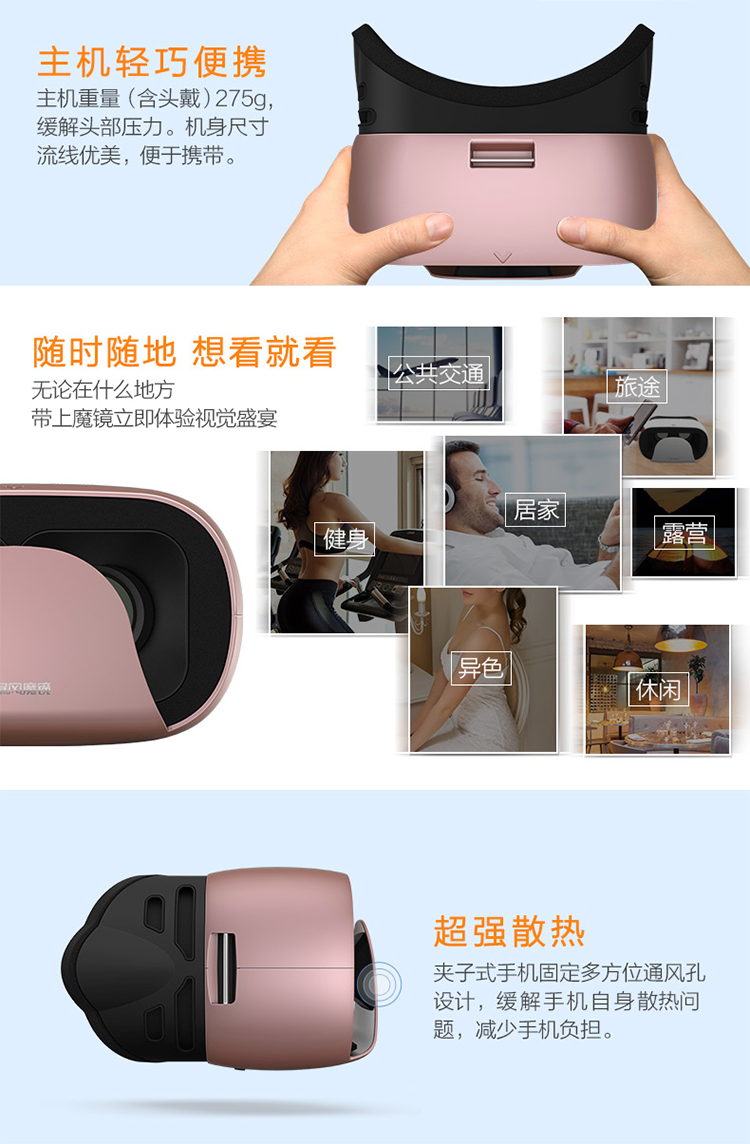 主机轻巧便携
主机重量(含头戴)275g,
缓解头部压力。机身尺寸
流线优美，便于携带。
随时随地 想看就看
无论在什么地方
带上魔镜立即体验视觉盛宴
公共交通
旅途
居家
健身
露营
异色
休闲
风魔镜
超强散热
夹子式手机固定多方位通风孔
设计，缓解手机自身散热问
题，减少手机负担。